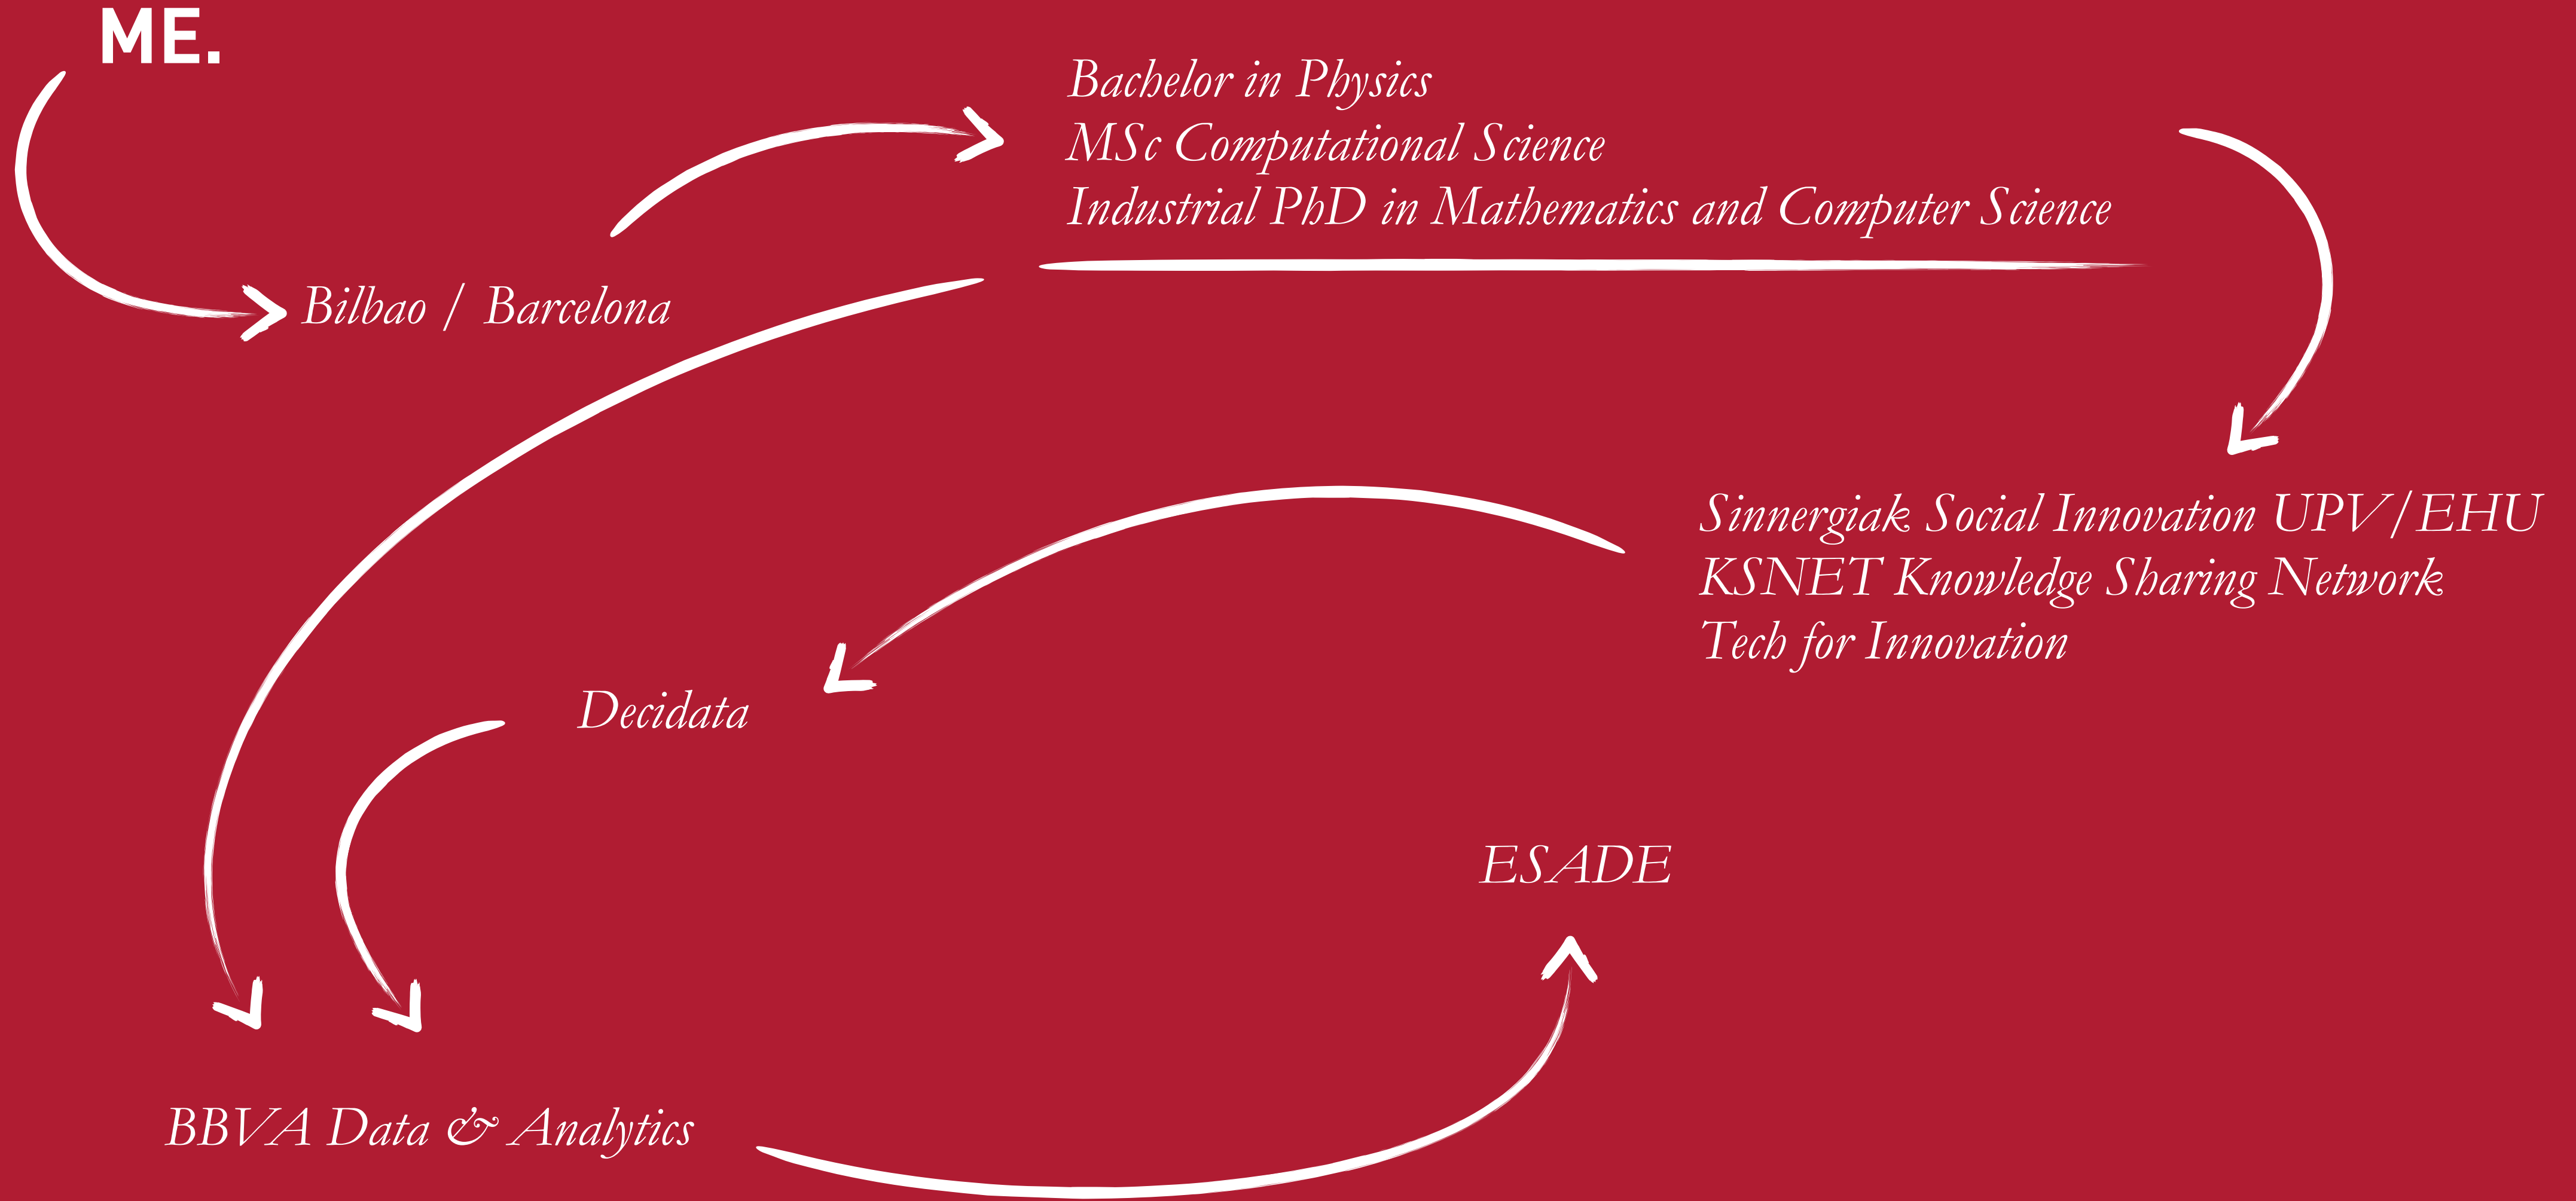 ME.
Bachelor in Physics
MSc Computational Science
Industrial PhD in Mathematics and Computer Science
Bilbao / Barcelona
Sinnergiak Social Innovation UPV/EHU
KSNET Knowledge Sharing Network
Tech for Innovation
Decidata
ESADE
BBVA Data & Analytics